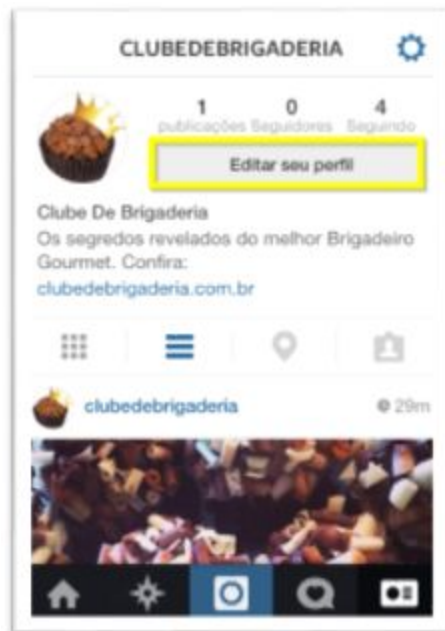 CLUBEDEBRIGADERIA
1 0 4
publicações Seguidores Seguindo
Editar seu perfil
Clube De Brigaderia
Os segredos revelados do melhor Brigadeiro
Gourmet. Confira:
clubedebrigaderia.com.br
clubedebrigaderia 29m